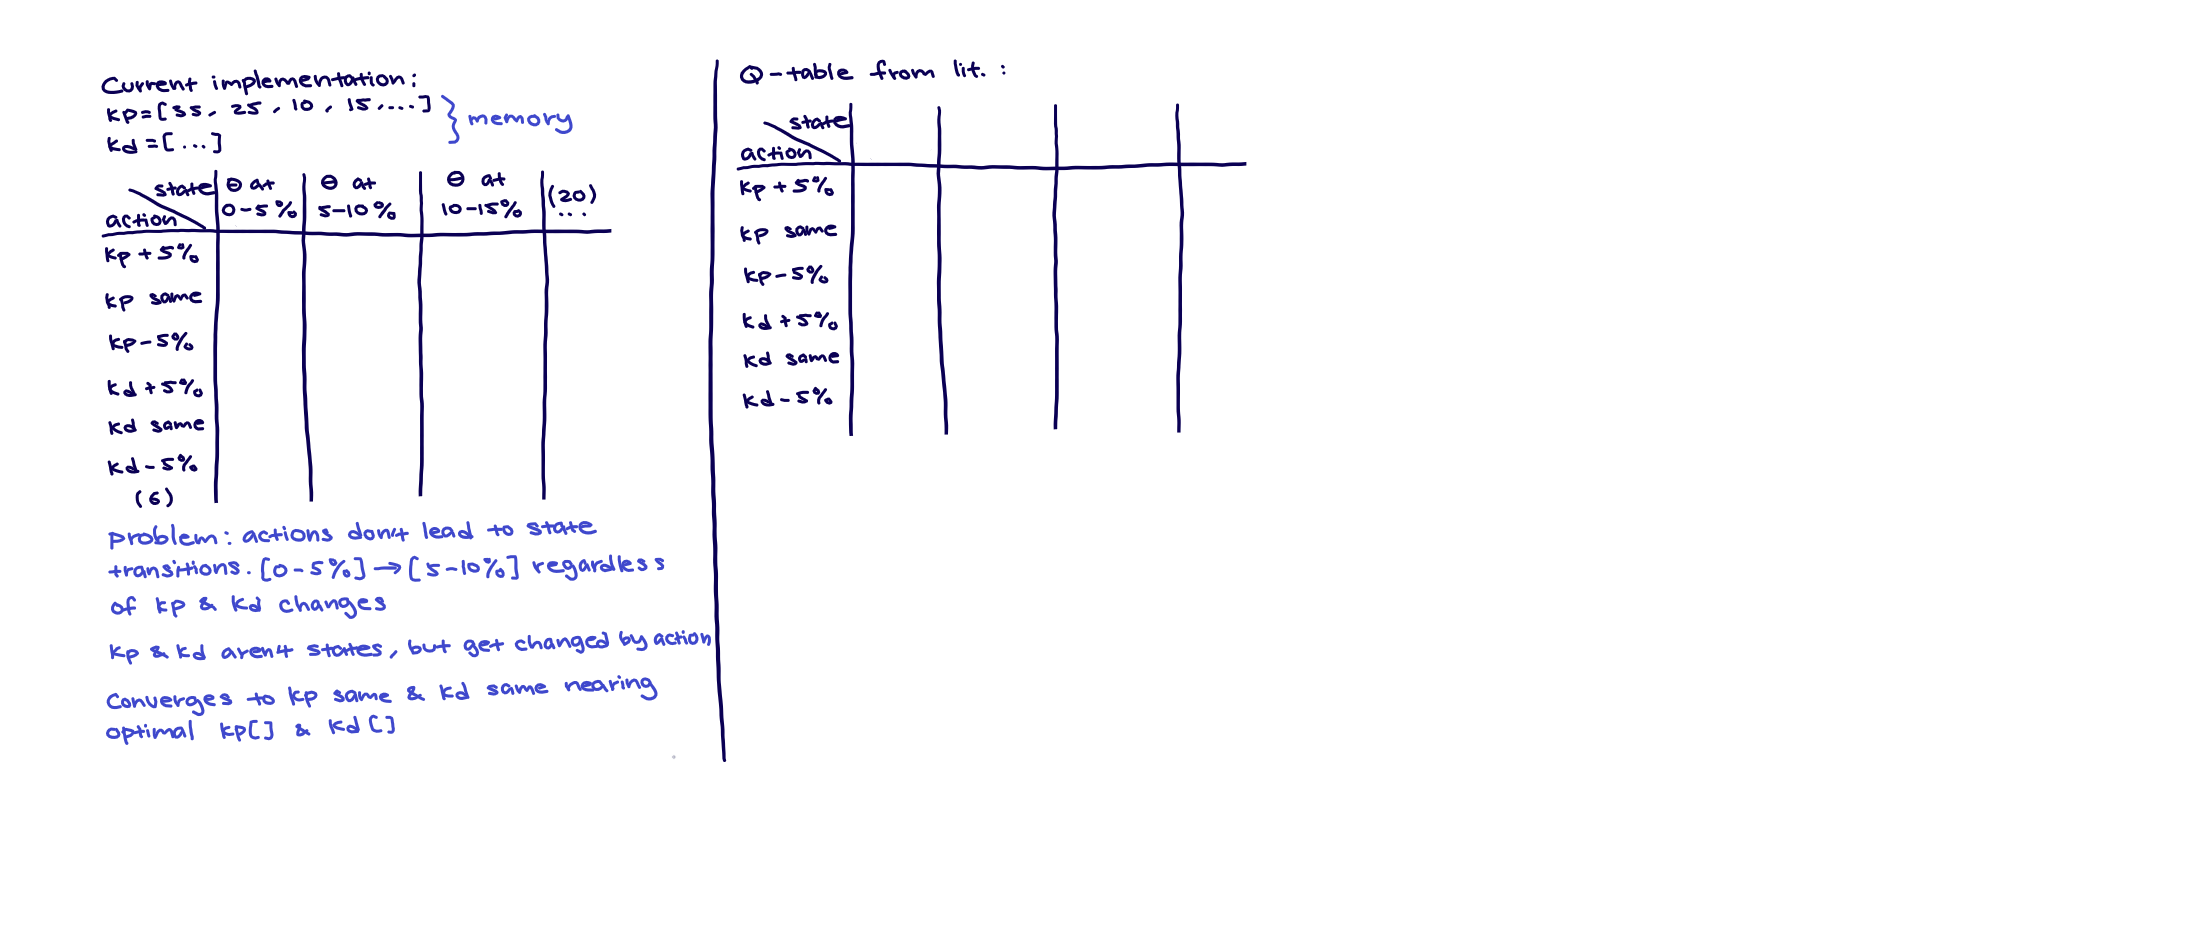 Current implementation:
kp=[35, 25, 10, 15,....]
kd=[...]
} memory
state θ at θ at θ at (20)
action 0-5% 5-10% 10-15% ...
kp+5%
kp same
kp-5%
kd+5%
kd same
kd-5%
(6)
problem: actions don't lead to state
transitions. [0-5%]→[5-10%] regardless
of kp & kd changes
kp & kd aren't states, but get changed by action
Converges to kp same & kd same nearing
optimal kp[] & kd[]
Q-table from lit.:
state
action
kp+5%
kp same
kp-5%
kd+5%
kd same
kd-5%